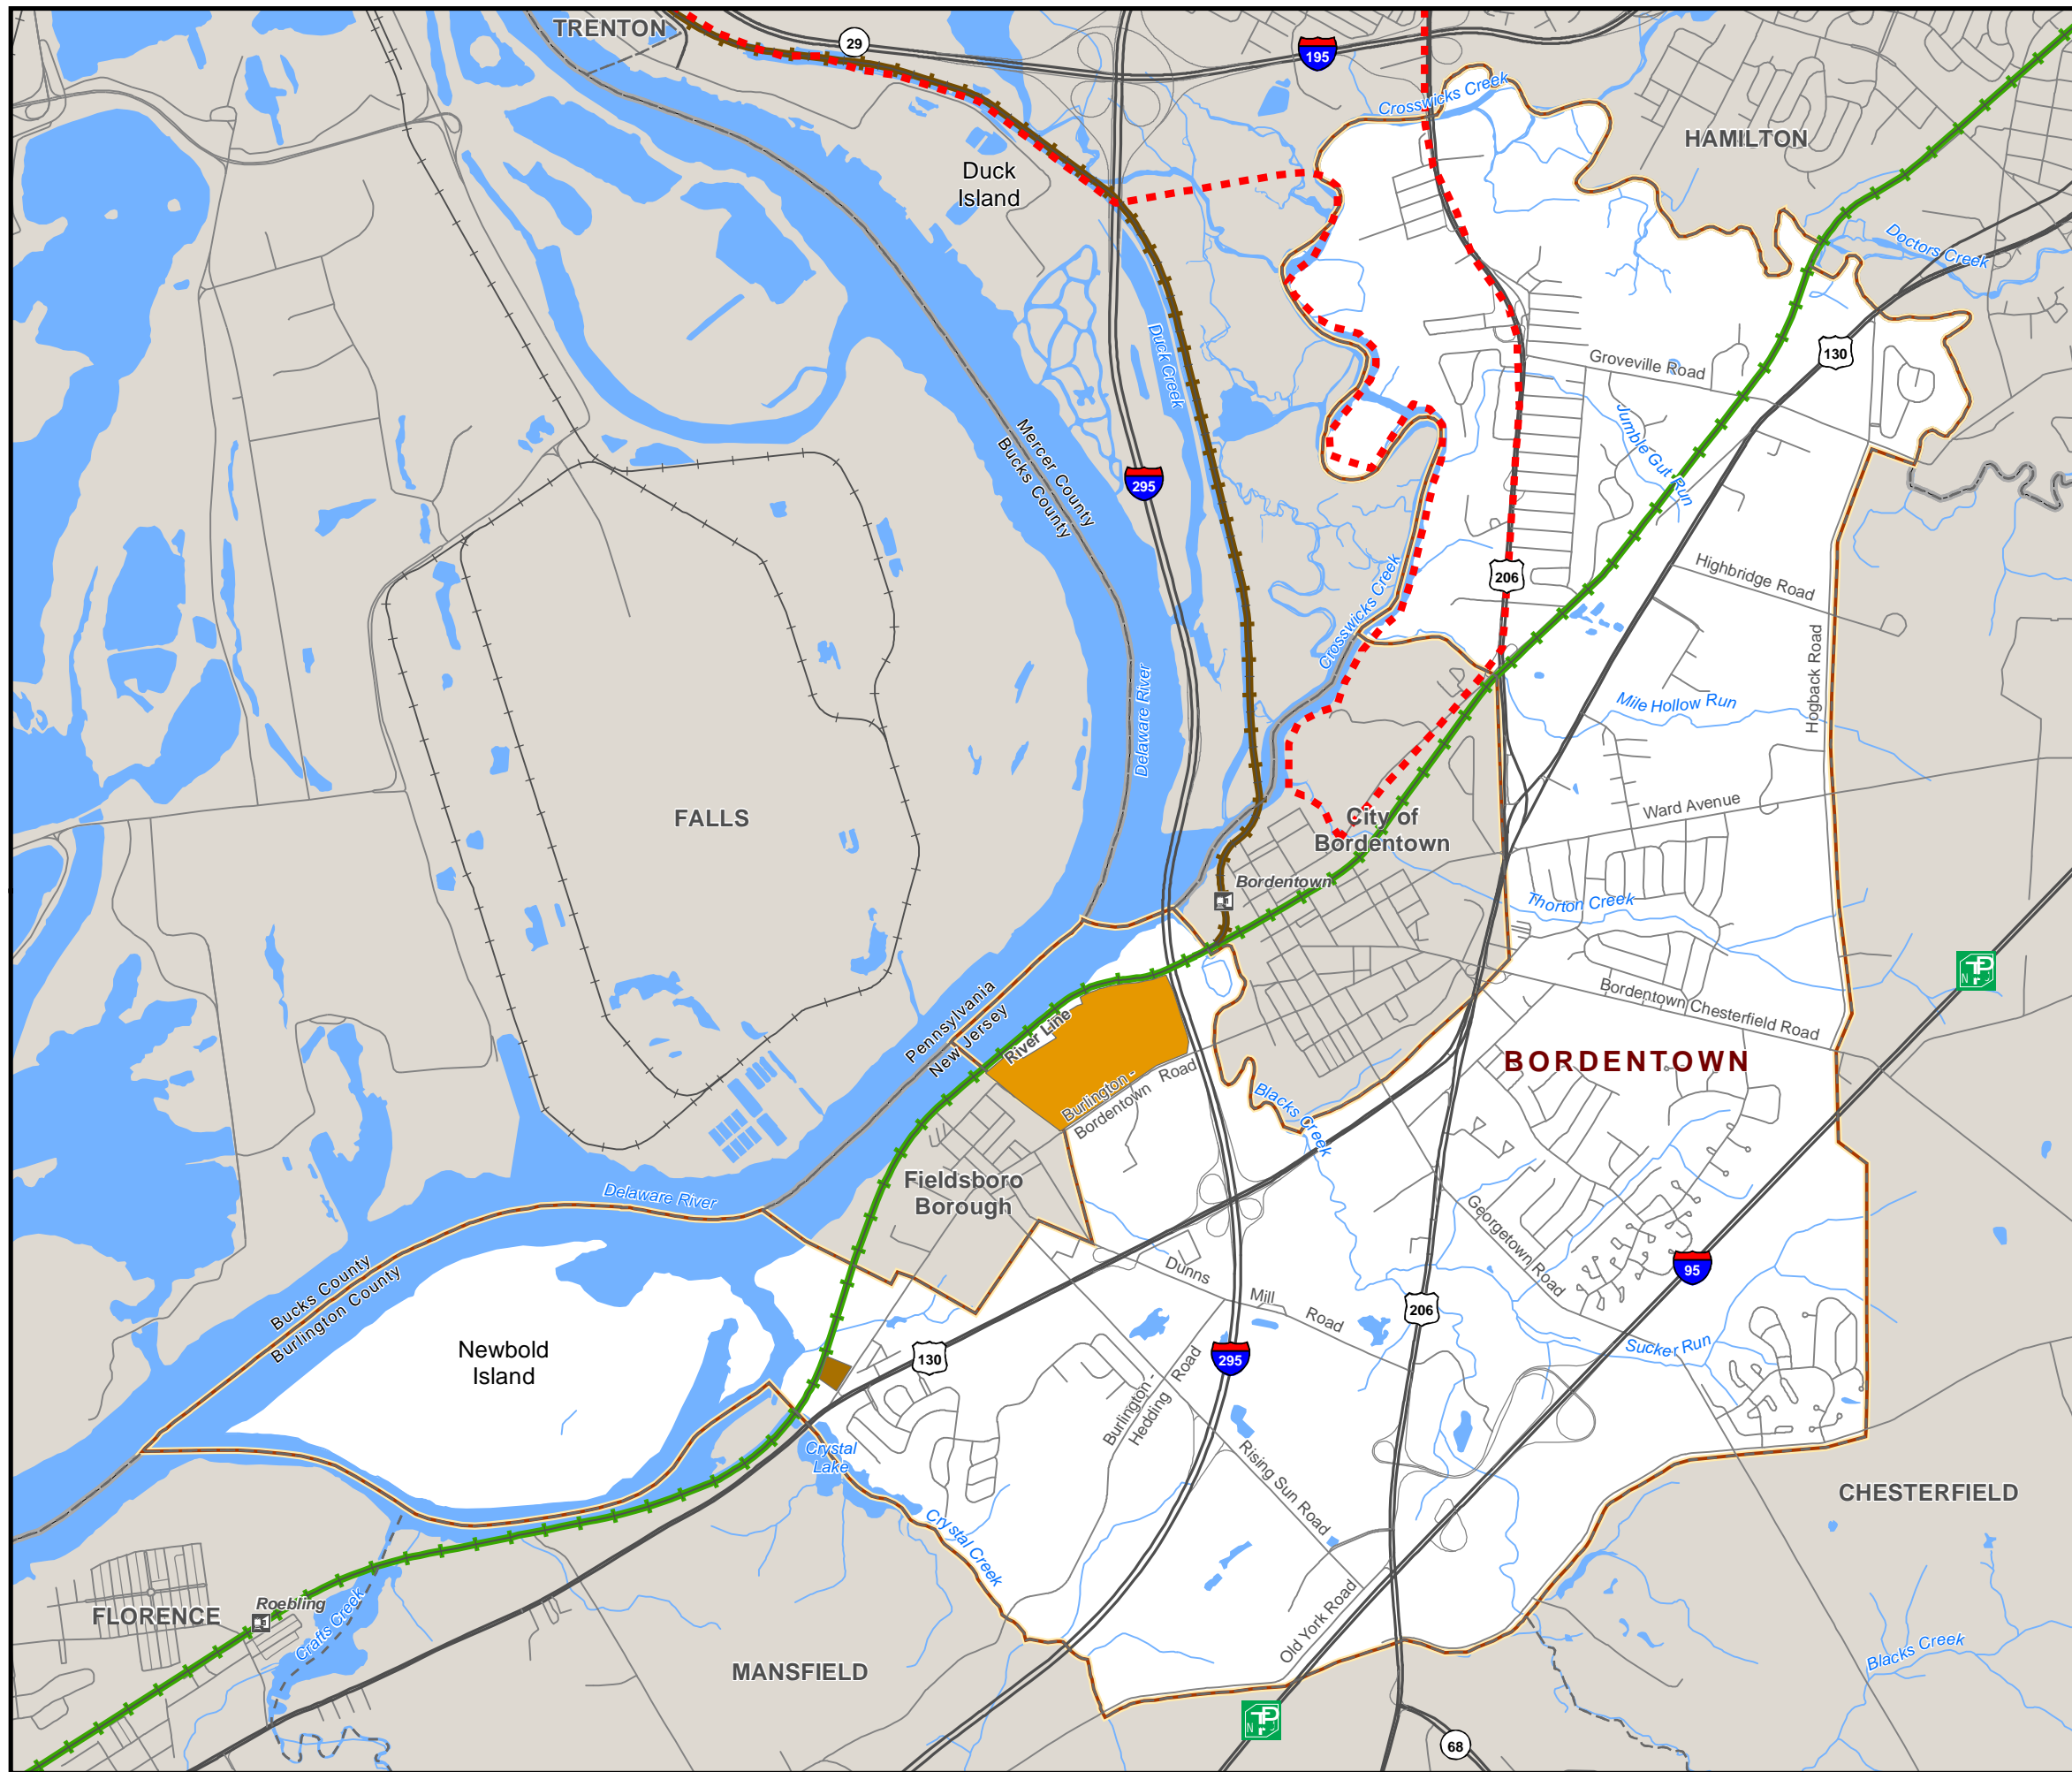 TRENTON
29
195
Crosswicks Creek
HAMILTON
Duck
Island
Doctors Creek
Duck Creek
130
Groveville Road
Jumble Gut Run
Mercer County
Bucks County
295
Highbridge Road
206
Crosswicks Creek
Hogback Road
Delaware River
Mile Hollow Run
FALLS
City of
Bordentown
Ward Avenue
Bordentown
Thorton Creek
NTPr
Pennsylvania
New Jersey
River Line
Bordentown Chesterfield Road
BORDENTOWN
Burlington -
Bordentown Road
Blacks Creek
Fieldsboro
Borough
Delaware River
Georgetown Road
Bucks County
Burlington County
Dunns Mill Road
95
206
Newbold
Island
130
295
Sucker Run
Burlington -
Hedding Road
Crystal
Lake
Rising Sun Road
CHESTERFIELD
Crystal Creek
Roebling
FLORENCE
Crafts Creek
Old York Road
MANSFIELD
Blacks Creek
NTPr
68